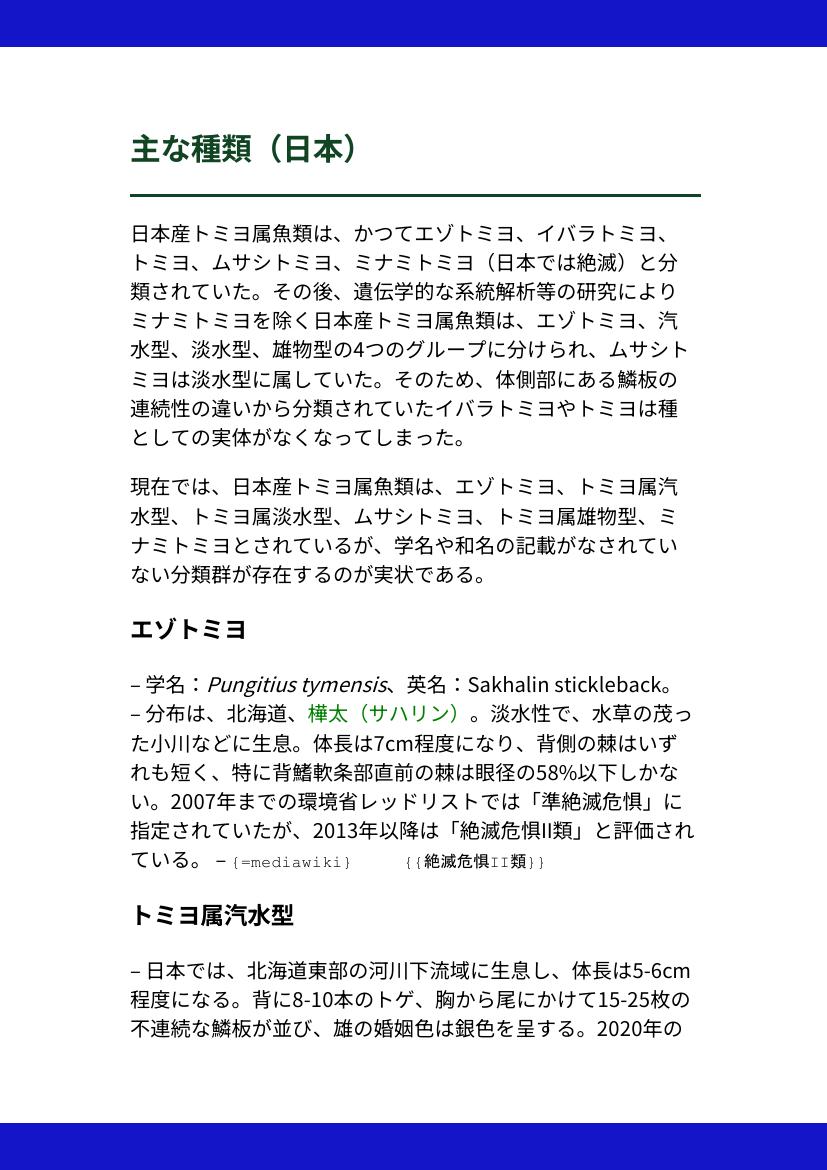 主な種類（日本）
日本産トミヨ属魚類は、かつてエゾトミヨ、イバラトミヨ、
トミヨ、ムサシトミヨ、ミナミトミヨ（日本では絶滅）と分
類されていた。その後、遺伝学的な系統解析等の研究により
ミナミトミヨを除く日本産トミヨ属魚類は、エゾトミヨ、汽
水型、淡水型、雄物型の4つのグループに分けられ、ムサシト
ミヨは淡水型に属していた。そのため、体側部にある鱗板の
連続性の違いから分類されていたイバラトミヨやトミヨは種
としての実体がなくなってしまった。
現在では、日本産トミヨ属魚類は、エゾトミヨ、トミヨ属汽
水型、トミヨ属淡水型、ムサシトミヨ、トミヨ属雄物型、ミ
ナミトミヨとされているが、学名や和名の記載がなされてい
ない分類群が存在するのが実状である。
エゾトミヨ
– 学名：Pungitius tymensis、英名：Sakhalin stickleback。
– 分布は、北海道、樺太（サハリン）。淡水性で、水草の茂っ
た小川などに生息。体長は7cm程度になり、背側の棘はいず
れも短く、特に背鰭軟条部直前の棘は眼径の58%以下しかな
い。2007年までの環境省レッドリストでは「準絶滅危惧」に
指定されていたが、2013年以降は「絶滅危惧II類」と評価され
ている。 – {=mediawiki} {{絶滅危惧II類}}
トミヨ属汽水型
– 日本では、北海道東部の河川下流域に生息し、体長は5-6cm
程度になる。背に8-10本のトゲ、胸から尾にかけて15-25枚の
不連続な鱗板が並び、雄の婚姻色は銀色を呈する。2020年の